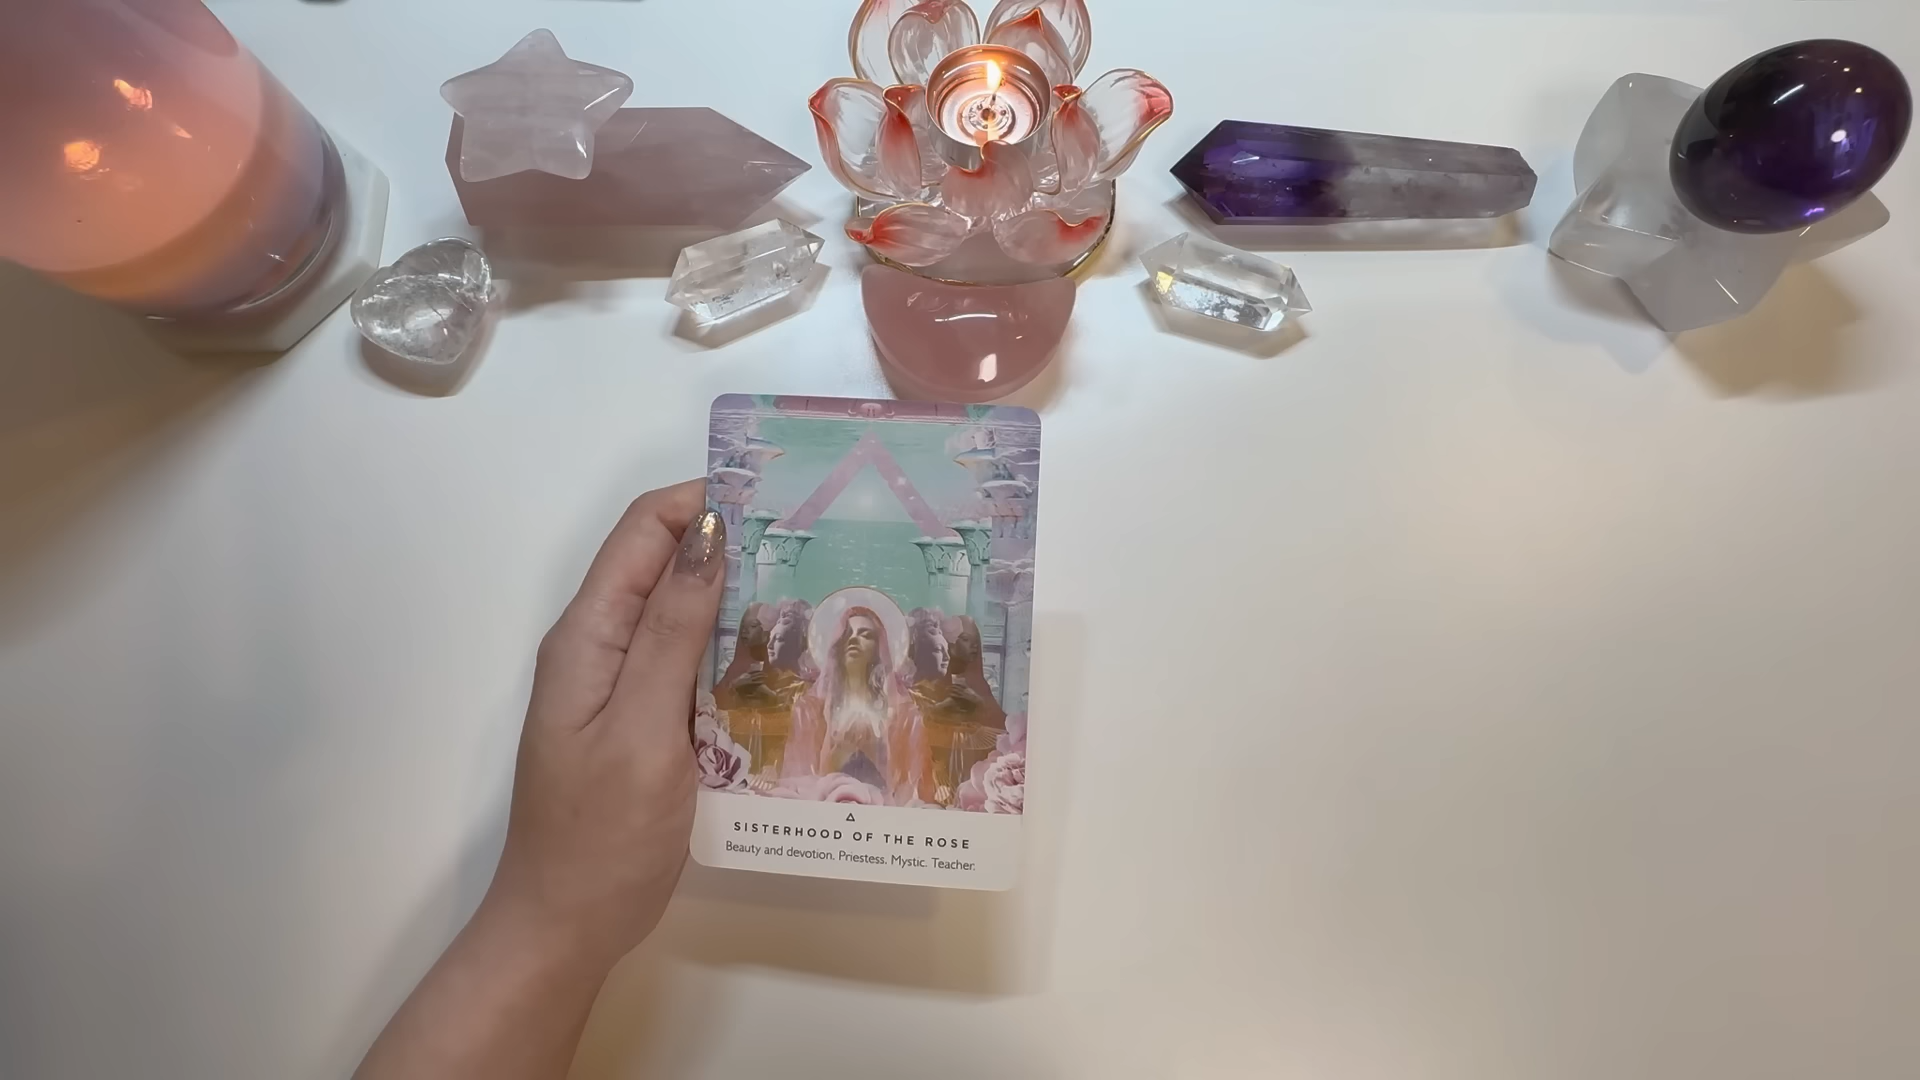 SISTERHOOD OF THE ROSE
Beauty and devotion. Priestess. Mystic. Teacher.